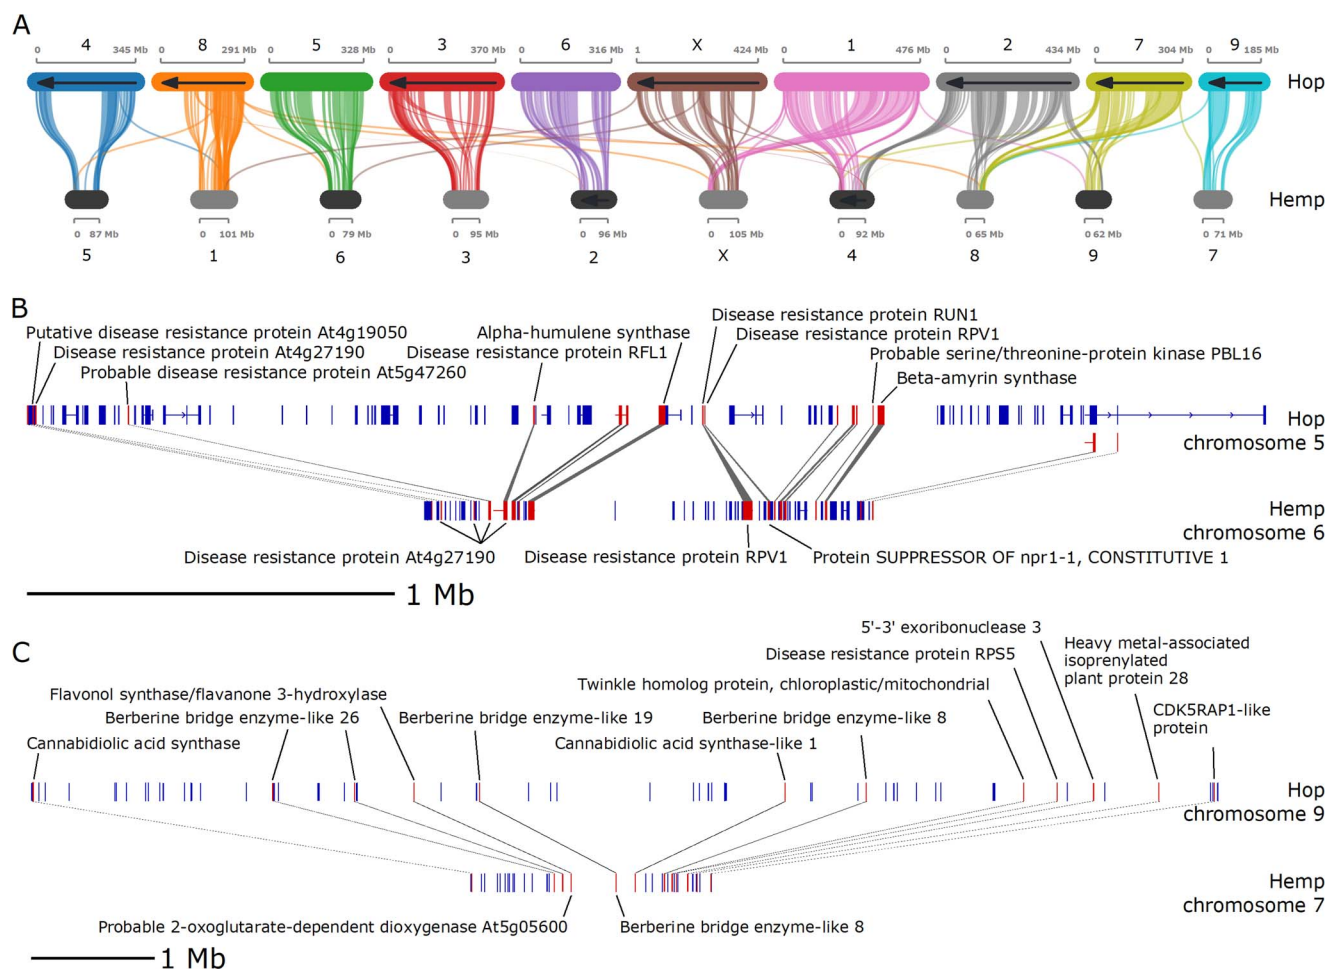 A
4 8 5 3 6 X 1 2 7 9
0 345 Mb 0 291 Mb 0 328 Mb 0 370 Mb 0 316 Mb 1 424 Mb 0 476 Mb 0 434 Mb 0 304 Mb 0 185 Mb
Hop
Hemp
0 87 Mb 0 101 Mb 0 79 Mb 0 95 Mb 0 96 Mb 0 105 Mb 0 92 Mb 0 65 Mb 0 62 Mb 0 71 Mb
5 1 6 3 2 X 4 8 9 7
B
Disease resistance protein RUN1
Putative disease resistance protein At4g19050
Alpha-humulene synthase
Disease resistance protein RPV1
Disease resistance protein At4g27190
Disease resistance protein RFL1
Probable serine/threonine-protein kinase PBL16
Probable disease resistance protein At5g47260
Beta-amyrin synthase
Hop
chromosome 5
Hemp
chromosome 6
Disease resistance protein At4g27190
Disease resistance protein RPV1
Protein SUPPRESSOR OF npr1-1, CONSTITUTIVE 1
1 Mb
C
5'-3' exoribonuclease 3
Heavy metal-associated
isoprenylated
plant protein 28
Disease resistance protein RPS5
Twinkle homolog protein, chloroplastic/mitochondrial
Flavonol synthase/flavanone 3-hydroxylase
CDK5RAP1-like
protein
Berberine bridge enzyme-like 26
Berberine bridge enzyme-like 19
Berberine bridge enzyme-like 8
Cannabidiolic acid synthase
Cannabidiolic acid synthase-like 1
Hop
chromosome 9
Hemp
chromosome 7
Probable 2-oxoglutarate-dependent dioxygenase At5g05600
Berberine bridge enzyme-like 8
1 Mb